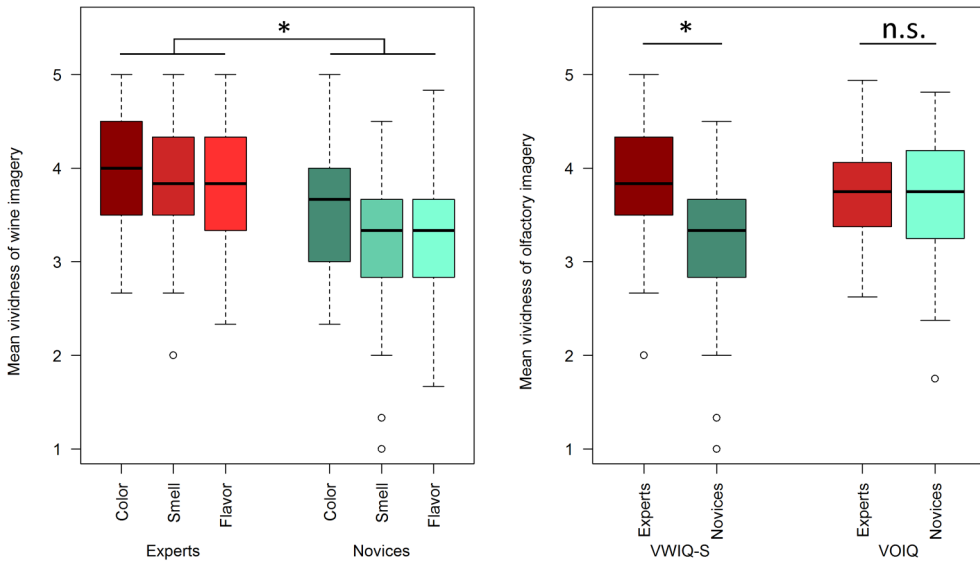 *
Mean vividness of wine imagery
5
4
3
2
1
Color
Smell
Flavor
Color
Smell
Flavor
Experts
Novices
*
n.s.
Mean vividness of olfactory imagery
5
4
3
2
1
Experts
Novices
Experts
Novices
VWIQ-S
VOIQ